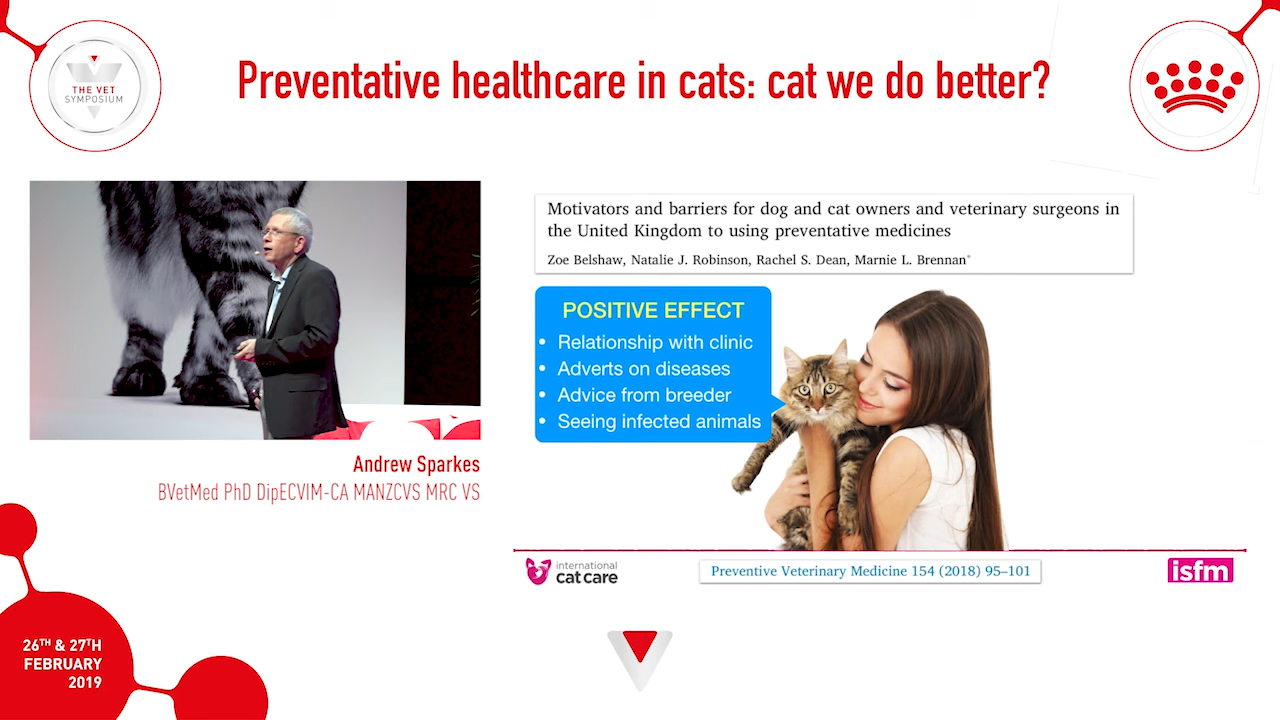 Preventative healthcare in cats: cat we do better?
THE VET
SYMPOSIUM
Motivators and barriers for dog and cat owners and veterinary surgeons in
the United Kingdom to using preventative medicines
Zoe Belshaw, Natalie J. Robinson, Rachel S. Dean, Marnie L. Brennan*
POSITIVE EFFECT
• Relationship with clinic
• Adverts on diseases
• Advice from breeder
• Seeing infected animals
Andrew Sparkes
BVetMed PhD DipECVIM-CA MANZCVS MRC VS
international
cat care
Preventive Veterinary Medicine 154 (2018) 95–101
isfm
26TH & 27TH
FEBRUARY
2019